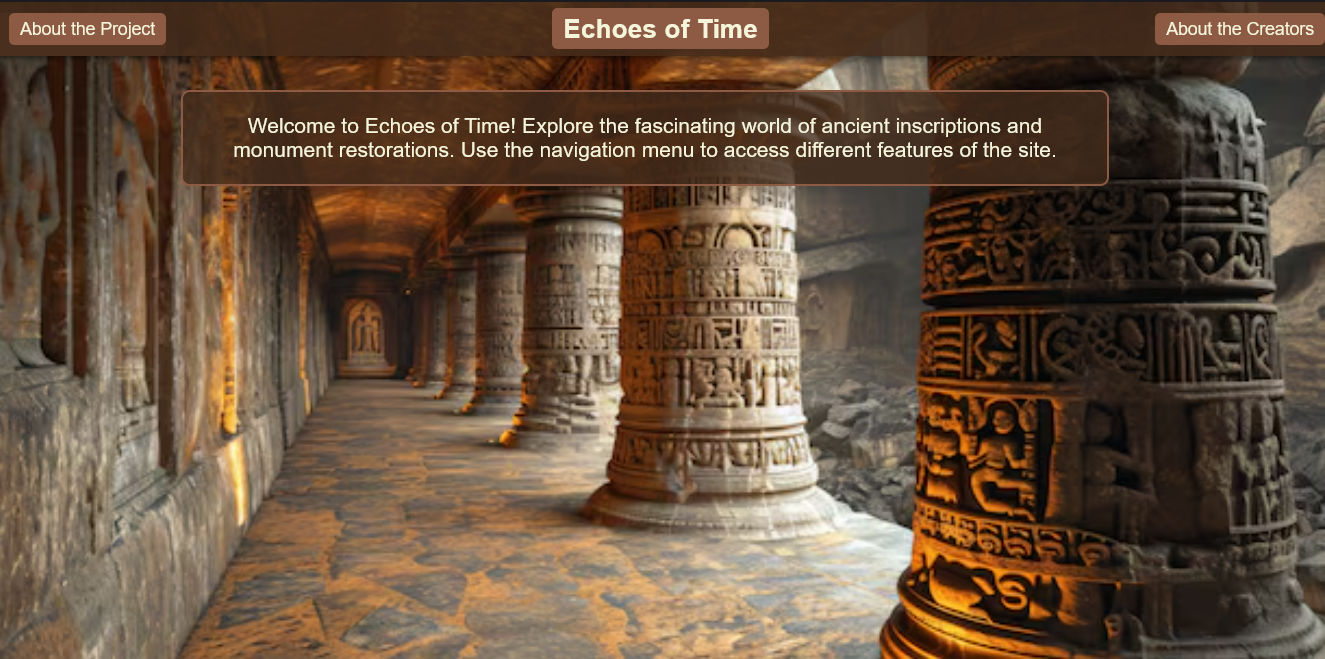 About the Project
Echoes of Time
About the Creators
Welcome to Echoes of Time! Explore the fascinating world of ancient inscriptions and
monument restorations. Use the navigation menu to access different features of the site.